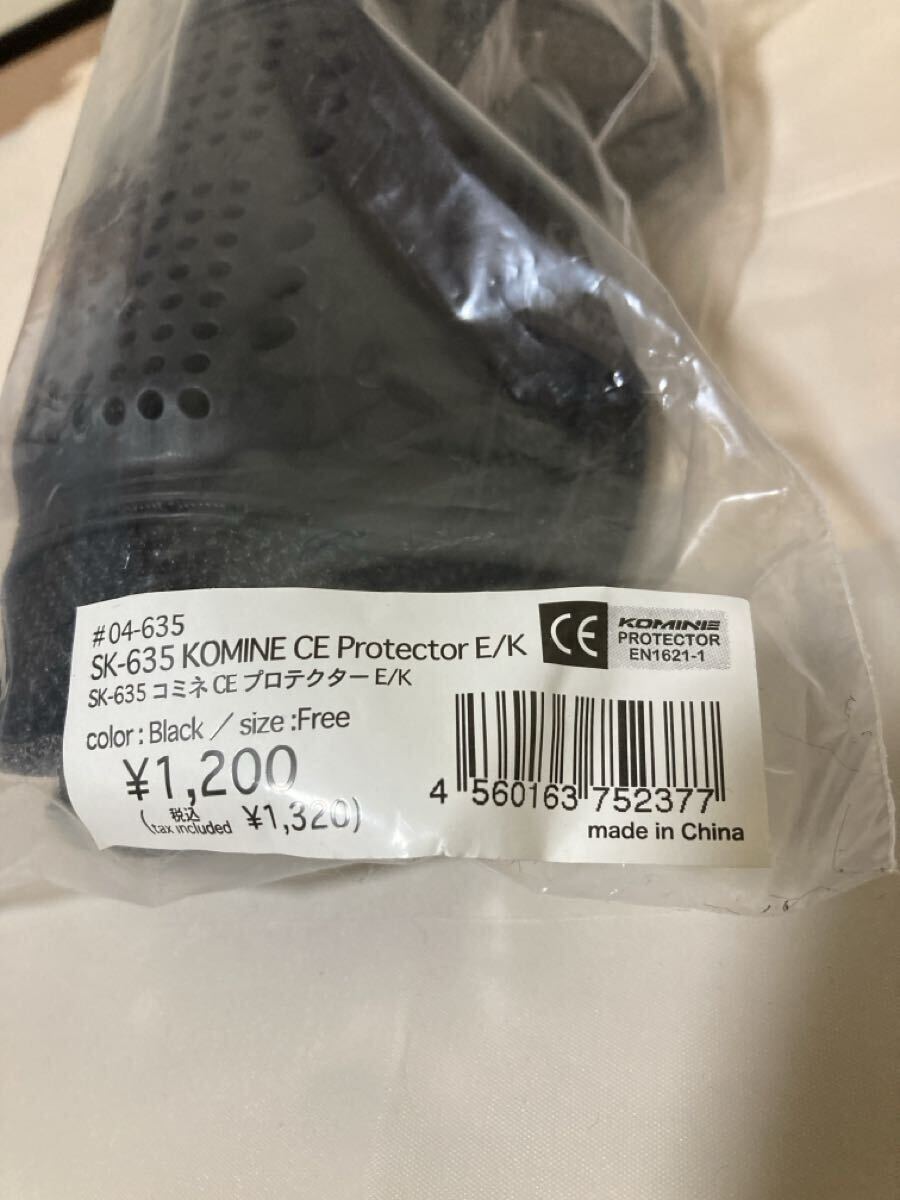 #04-635
SK-635 KOMINE CE Protector E/K
SK-635 コミネ CE プロテクター E/K
CE
KOMINE
PROTECTOR
EN1621-1
color : Black / size :Free
¥1,200
(税込 tax included ¥1,320)
4 560163 752377
made in China